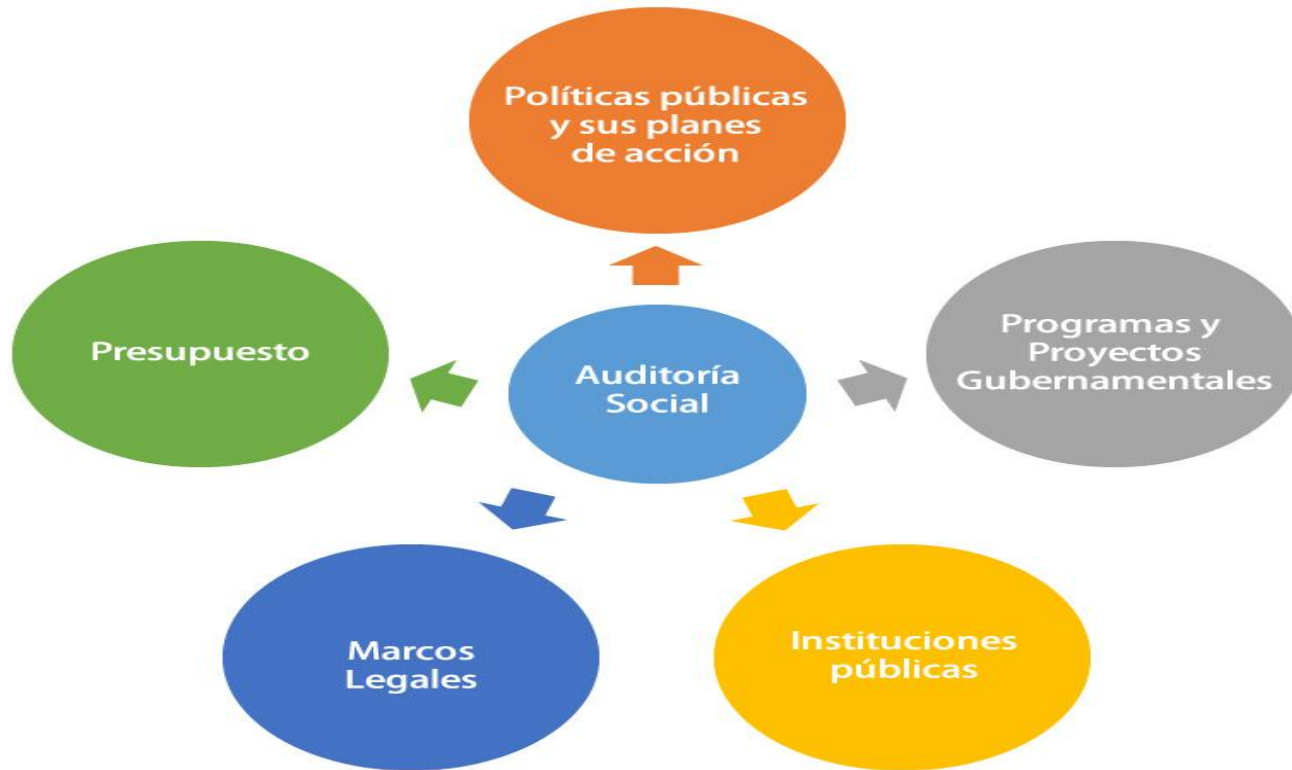 Políticas públicas
y sus planes
de acción
Presupuesto
Auditoría
Social
Programas y
Proyectos
Gubernamentales
Marcos
Legales
Instituciones
públicas